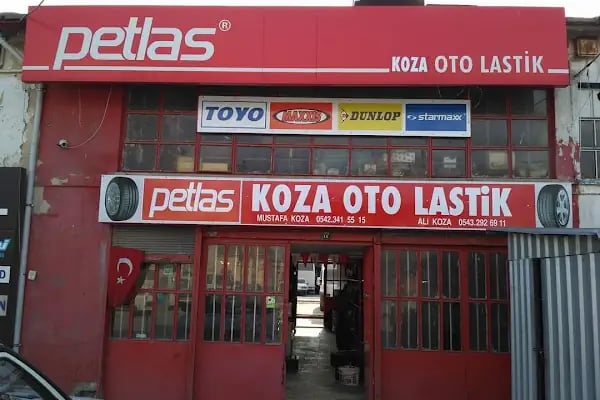 petlas®
KOZA OTO LASTİK
TOYO MAXXIS DUNLOP starmaxx
petlas KOZA OTO LASTİK
MUSTAFA KOZA 0542.341 55 15 ALİ KOZA 0543.292 69 11